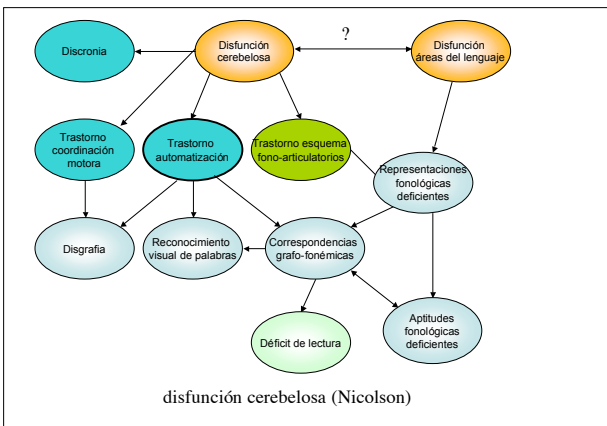 ?
Discronia
Disfunción
cerebelosa
Disfunción
áreas del lenguaje
Trastorno
coordinación
motora
Trastorno
automatización
Trastorno esquema
fono-articulatorios
Representaciones
fonológicas
deficientes
Disgrafia
Reconocimiento
visual de palabras
Correspondencias
grafo-fonémicas
Déficit de lectura
Aptitudes
fonológicas
deficientes
disfunción cerebelosa (Nicolson)